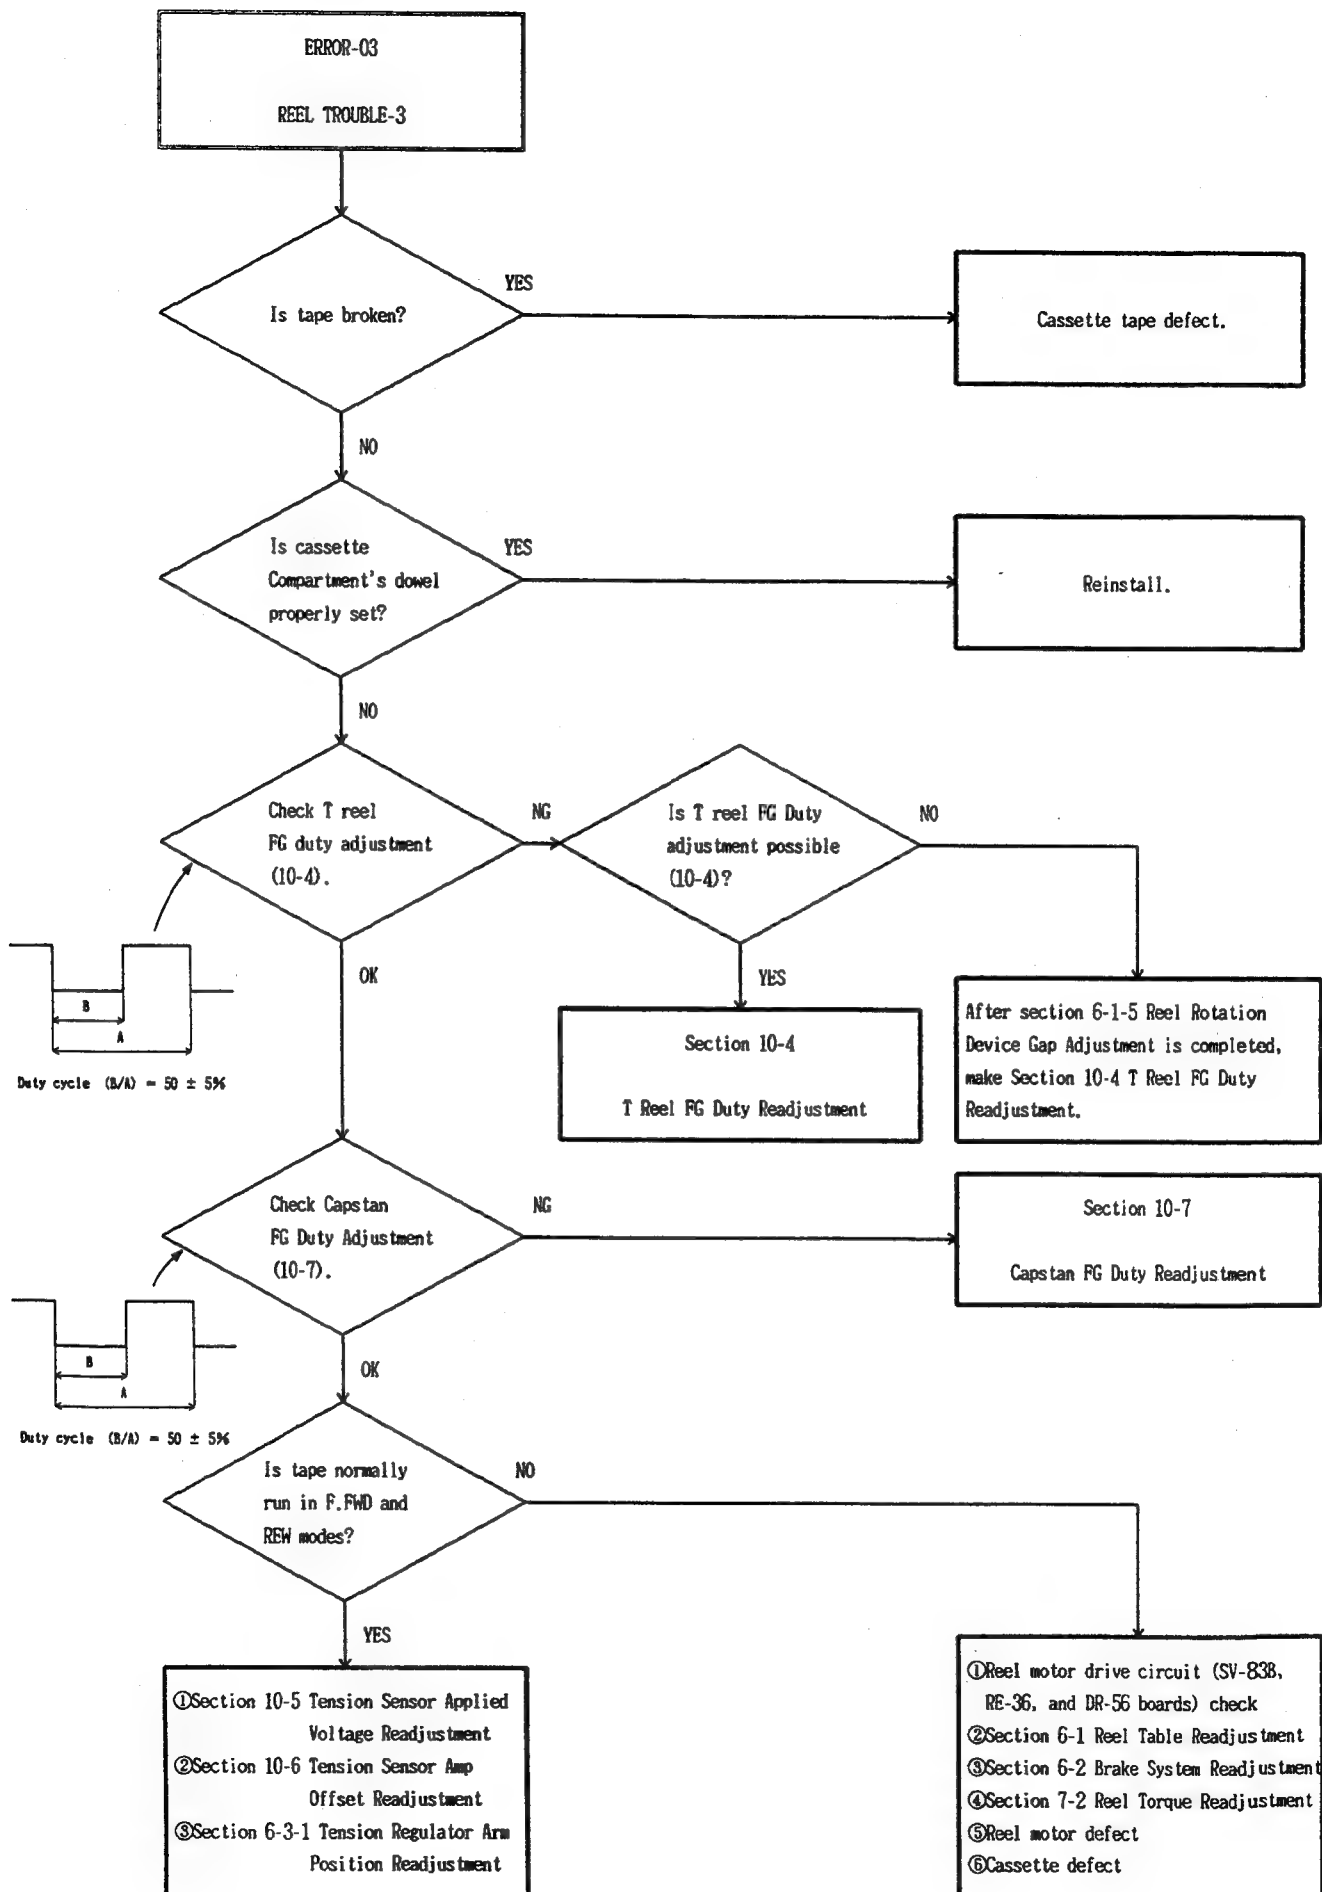 ERROR-03
REEL TROUBLE-3
Is tape broken?
YES
Cassette tape defect.
NO
Is cassette
Compartment's dowel
properly set?
YES
Reinstall.
NO
Check T reel
FG duty adjustment
(10-4).
NG
Is T reel FG Duty
adjustment possible
(10-4)?
NO
OK
YES
B
A
Duty cycle (B/A) = 50 ± 5%
Section 10-4
T Reel FG Duty Readjustment
After section 6-1-5 Reel Rotation
Device Gap Adjustment is completed,
make Section 10-4 T Reel FG Duty
Readjustment.
Check Capstan
FG Duty Adjustment
(10-7).
NG
Section 10-7
Capstan FG Duty Readjustment
B
A
Duty cycle (B/A) = 50 ± 5%
OK
Is tape normally
run in F.FWD and
REW modes?
NO
YES
①Section 10-5 Tension Sensor Applied
Voltage Readjustment
②Section 10-6 Tension Sensor Amp
Offset Readjustment
③Section 6-3-1 Tension Regulator Arm
Position Readjustment
①Reel motor drive circuit (SV-83B,
RE-36, and DR-56 boards) check
②Section 6-1 Reel Table Readjustment
③Section 6-2 Brake System Readjustment
④Section 7-2 Reel Torque Readjustment
⑤Reel motor defect
⑥Cassette defect